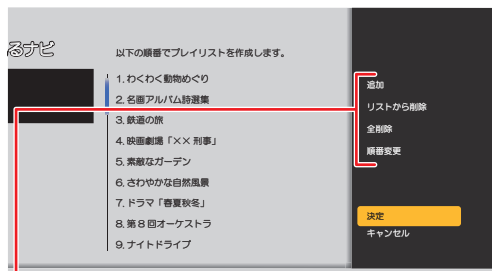 るナビ
以下の順番でプレイリストを作成します。
1. わくわく動物めぐり
2. 名画アルバム詩選集
3. 鉄道の旅
4. 映画劇場「×× 刑事」
5. 素敵なガーデン
6. さわやかな自然風景
7. ドラマ「春夏秋冬」
8. 第8回オーケストラ
9. ナイトドライブ
追加
リストから削除
全削除
順番変更
決定
キャンセル